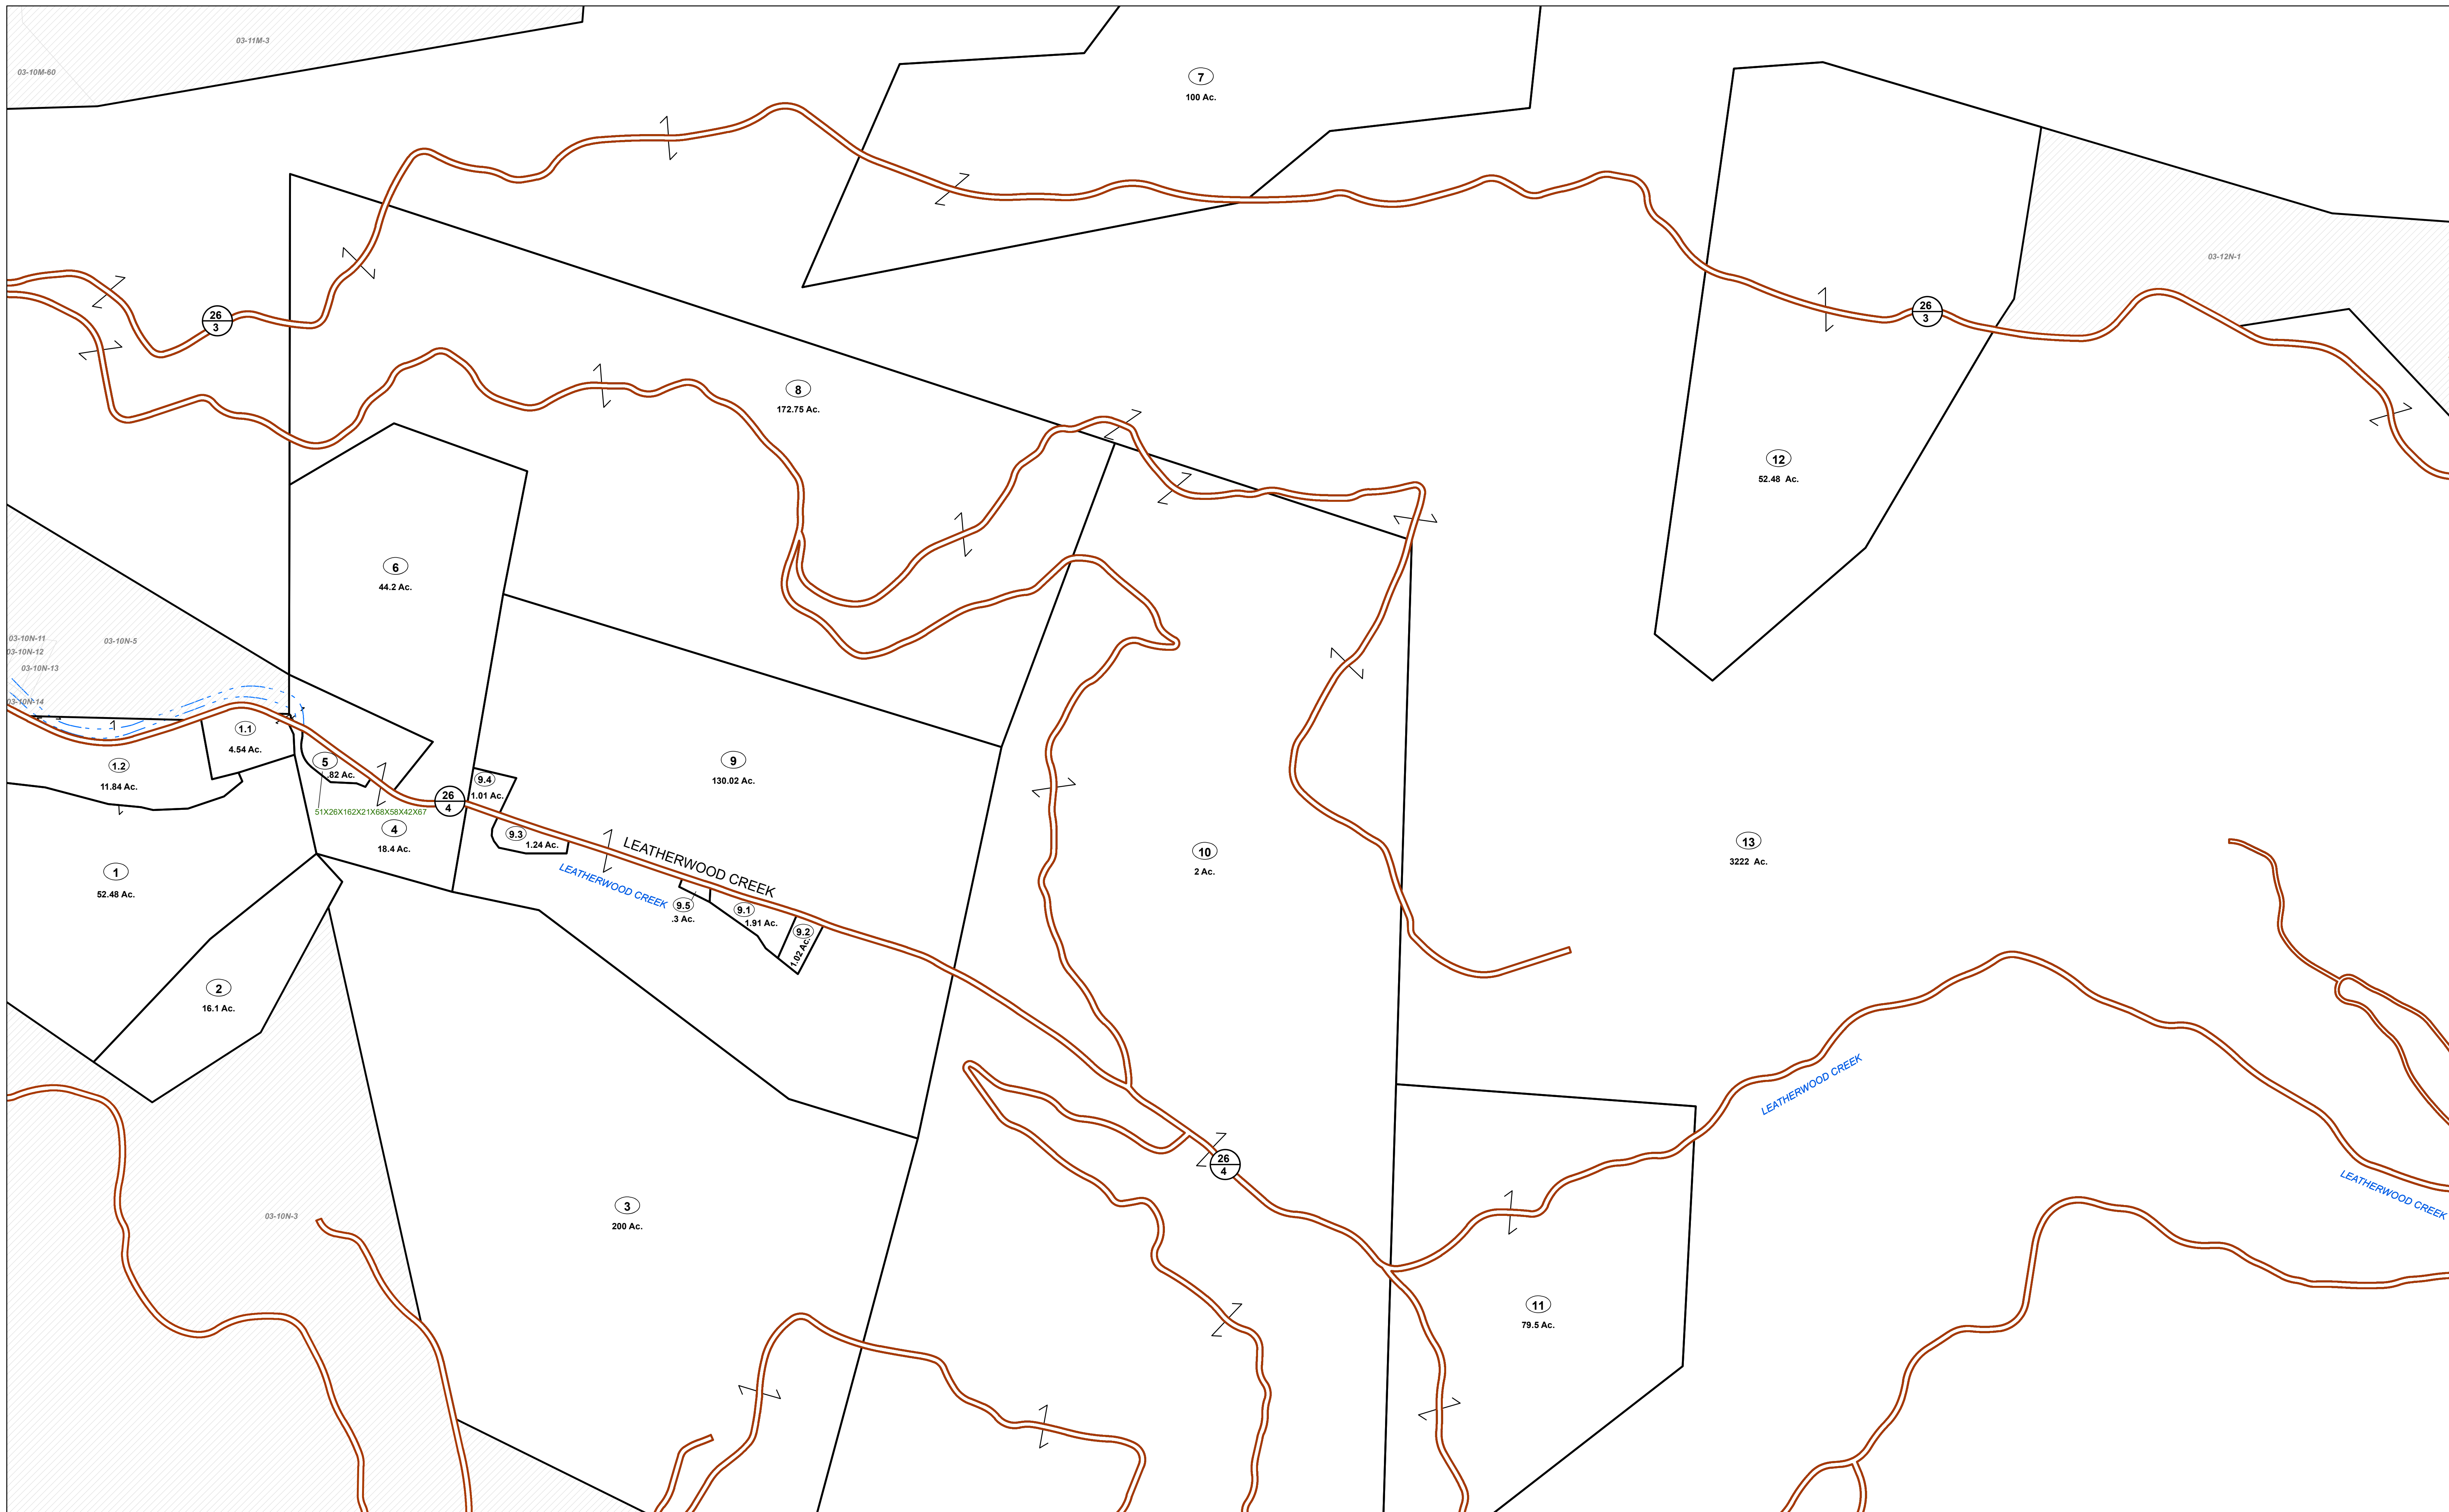 03-11M-3
03-10M-60
7
100 Ac.
03-12N-1
26
3
26
3
8
172.75 Ac.
12
52.48 Ac.
6
44.2 Ac.
03-10N-11
03-10N-5
03-10N-12
03-10N-13
03-10N-14
1.1
4.54 Ac.
1.2
11.84 Ac.
5
.82 Ac.
9
130.02 Ac.
9.4
1.01 Ac.
26
4
51X26X162X21X68X58X42X67
4
18.4 Ac.
9.3
1.24 Ac.
LEATHERWOOD CREEK
LEATHERWOOD CREEK
10
2 Ac.
13
3222 Ac.
1
52.48 Ac.
9.5
.3 Ac.
9.1
1.91 Ac.
9.2
1.02 Ac.
2
16.1 Ac.
LEATHERWOOD CREEK
26
4
LEATHERWOOD CREEK
03-10N-3
3
200 Ac.
11
79.5 Ac.